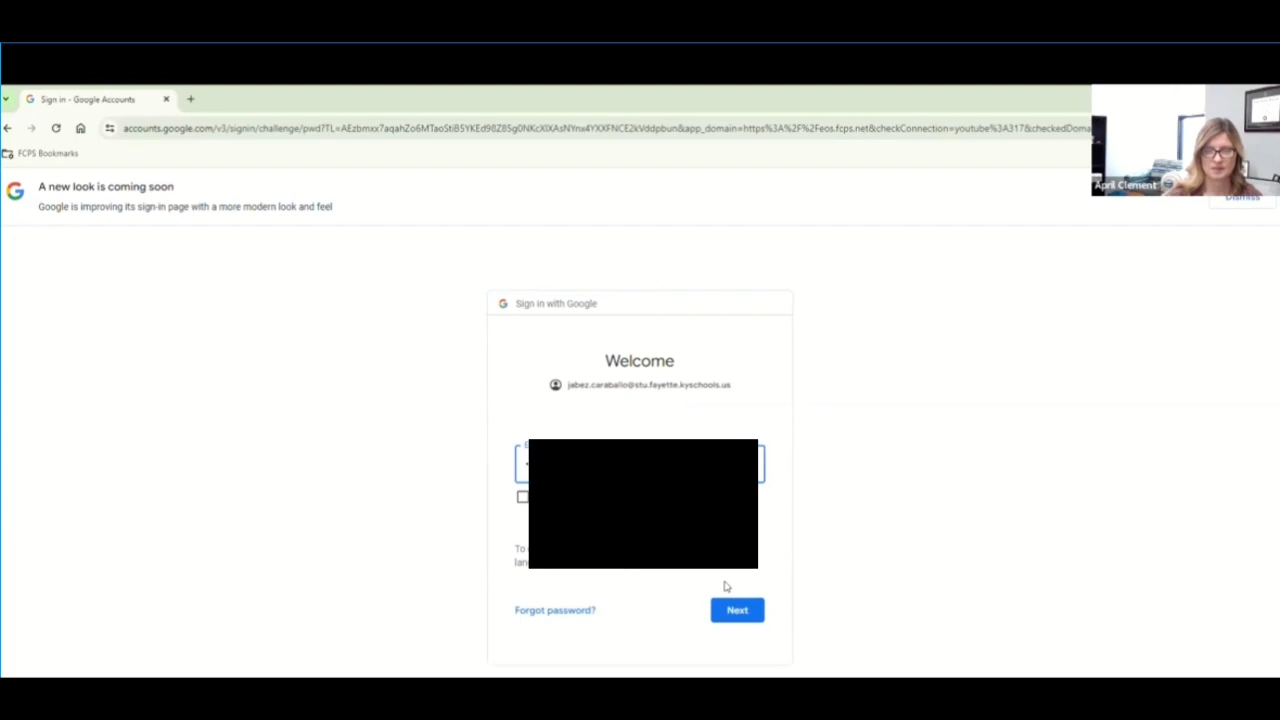 Sign in - Google Accounts
FCPS Bookmarks
A new look is coming soon
Google is improving its sign-in page with a more modern look and feel
April Clement
Dismiss
Sign in with Google
Welcome
jabez.caraballo@stu.fayette.kyschools.us
To
Forgot password?
Next